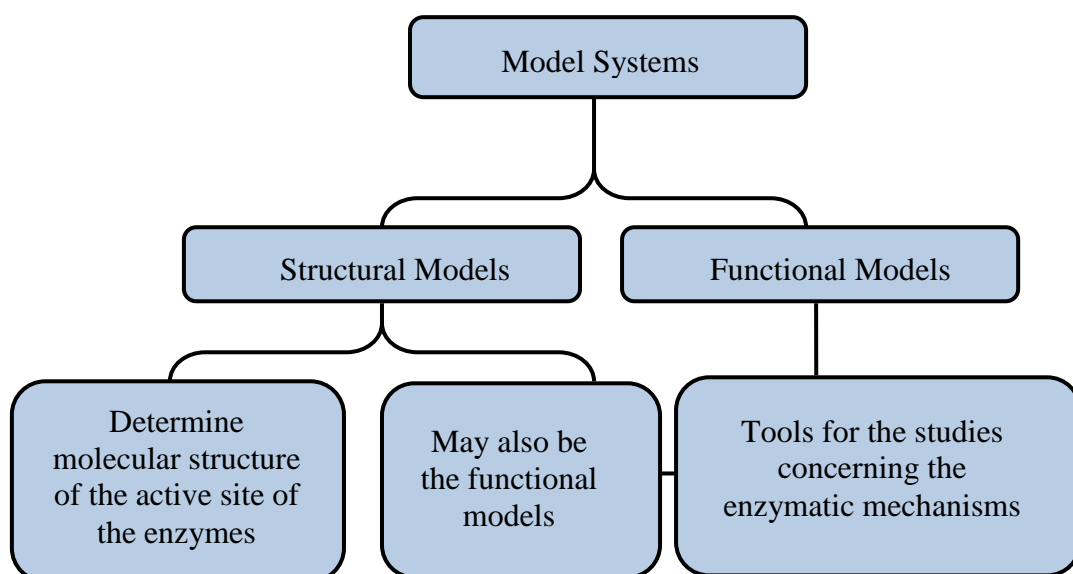 Model Systems
Structural Models
Functional Models
Determine
molecular structure
of the active site of
the enzymes
May also be
the functional
models
Tools for the studies
concerning the
enzymatic mechanisms